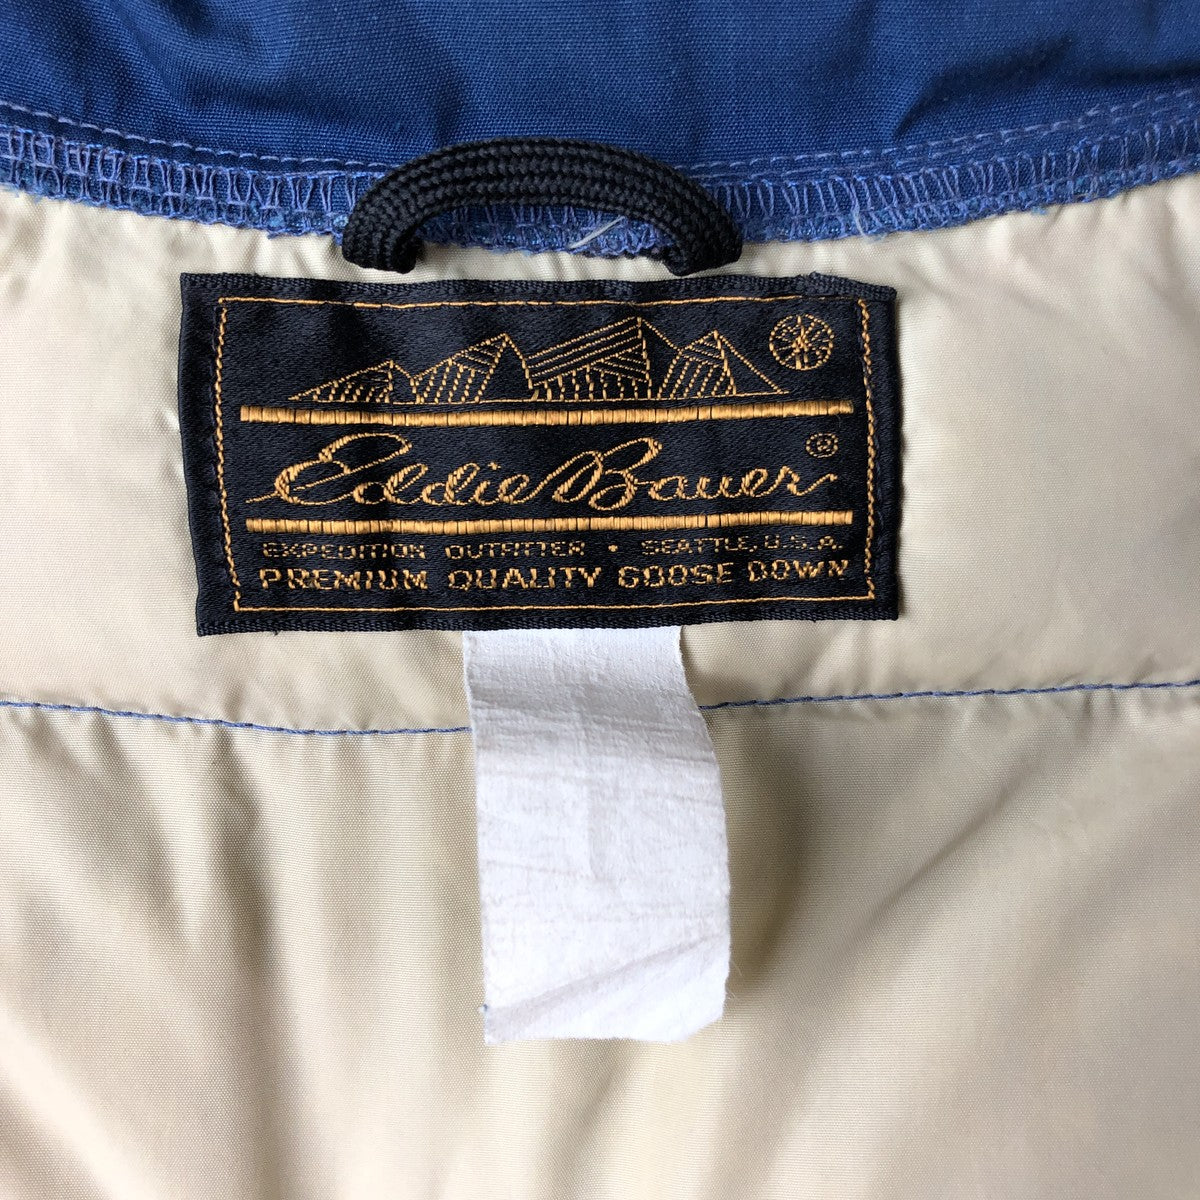 Eddie Bauer ®
EXPEDITION OUTFITTER • SEATTLE, U.S.A.
PREMIUM QUALITY GOOSE DOWN